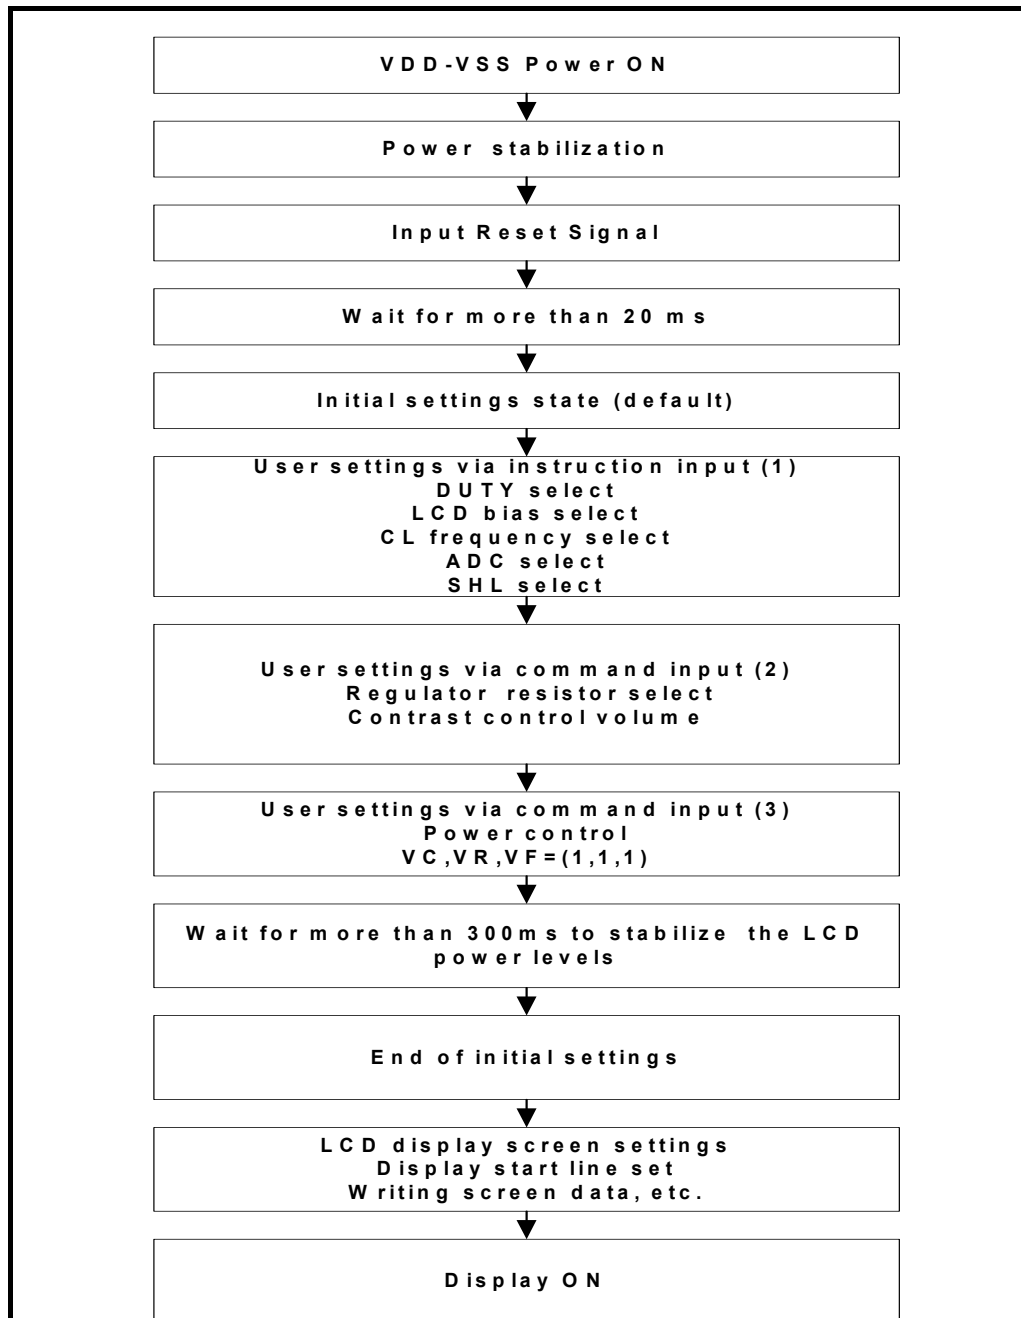 VDD-VSS Power ON
Power stabilization
Input Reset Signal
Wait for more than 20 ms
Initial settings state (default)
User settings via instruction input (1)
DUTY select
LCD bias select
CL frequency select
ADC select
SHL select
User settings via command input (2)
Regulator resistor select
Contrast control volume
User settings via command input (3)
Power control
VC,VR,VF=(1,1,1)
Wait for more than 300ms to stabilize the LCD
power levels
End of initial settings
LCD display screen settings
Display start line set
Writing screen data, etc.
Display ON